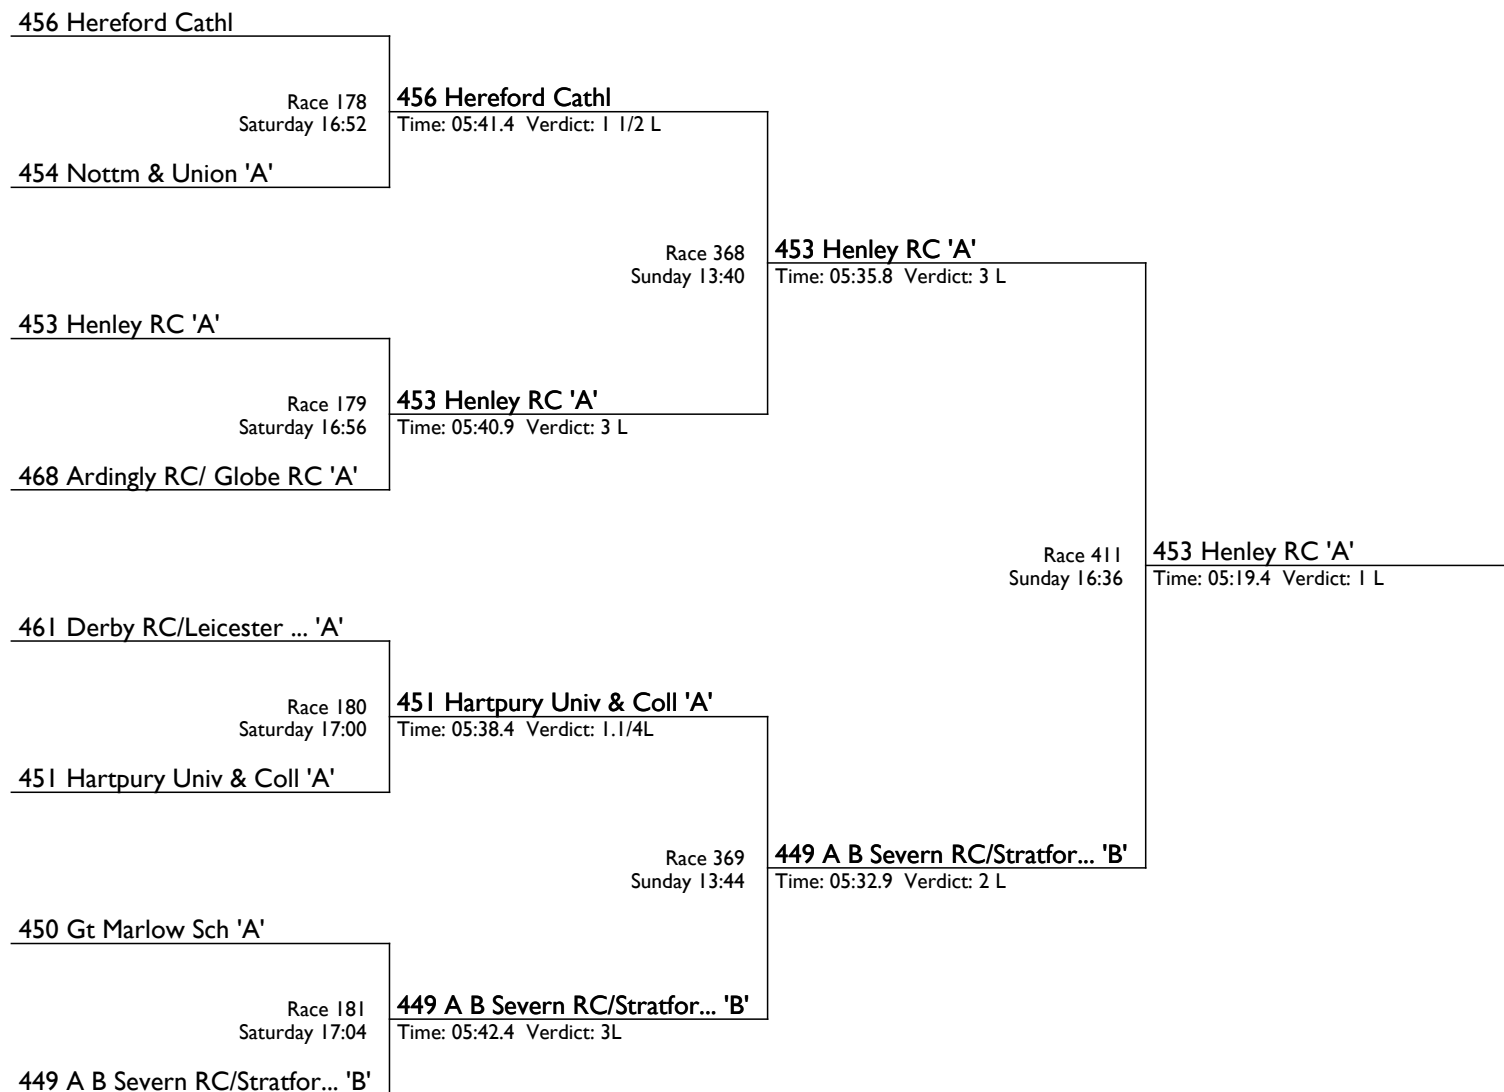 456 Hereford Cathl
Race 178
Saturday 16:52
456 Hereford Cathl
Time: 05:41.4 Verdict: 1 1/2 L
454 Nottm & Union 'A'
Race 368
Sunday 13:40
453 Henley RC 'A'
Time: 05:35.8 Verdict: 3 L
453 Henley RC 'A'
Race 179
Saturday 16:56
453 Henley RC 'A'
Time: 05:40.9 Verdict: 3 L
468 Ardingly RC/ Globe RC 'A'
Race 411
Sunday 16:36
453 Henley RC 'A'
Time: 05:19.4 Verdict: 1 L
461 Derby RC/Leicester ... 'A'
Race 180
Saturday 17:00
451 Hartpury Univ & Coll 'A'
Time: 05:38.4 Verdict: 1.1/4L
451 Hartpury Univ & Coll 'A'
Race 369
Sunday 13:44
449 A B Severn RC/Stratfor... 'B'
Time: 05:32.9 Verdict: 2 L
450 Gt Marlow Sch 'A'
Race 181
Saturday 17:04
449 A B Severn RC/Stratfor... 'B'
Time: 05:42.4 Verdict: 3L
449 A B Severn RC/Stratfor... 'B'